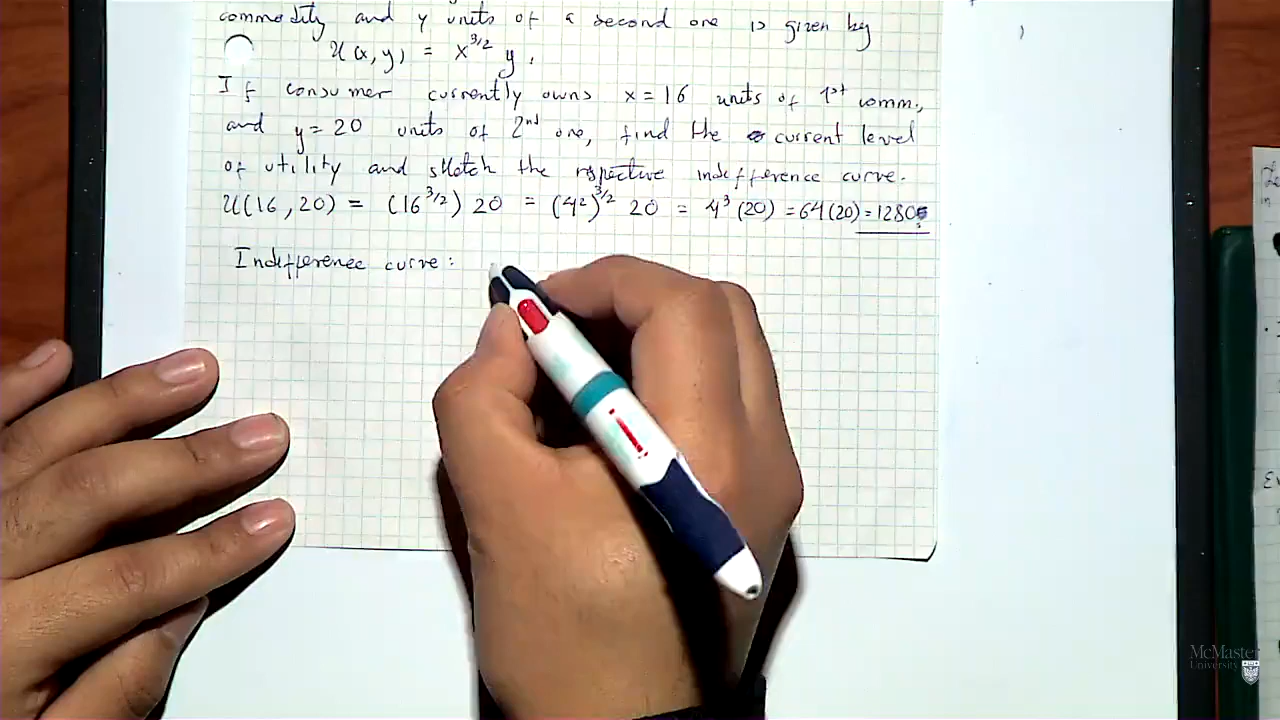 commodity and y units of a second one is given by
U(x,y) = x^3/2 y.
If consumer currently owns x = 16 units of 1st comm.,
and y = 20 units of 2nd one, find the current level
of utility and sketch the respective indifference curve.
U(16,20) = (16^3/2) 20 = (4^2)^3/2 20 = 4^3 (20) = 64(20) = 1280
Indifference curve:
McMaster
University